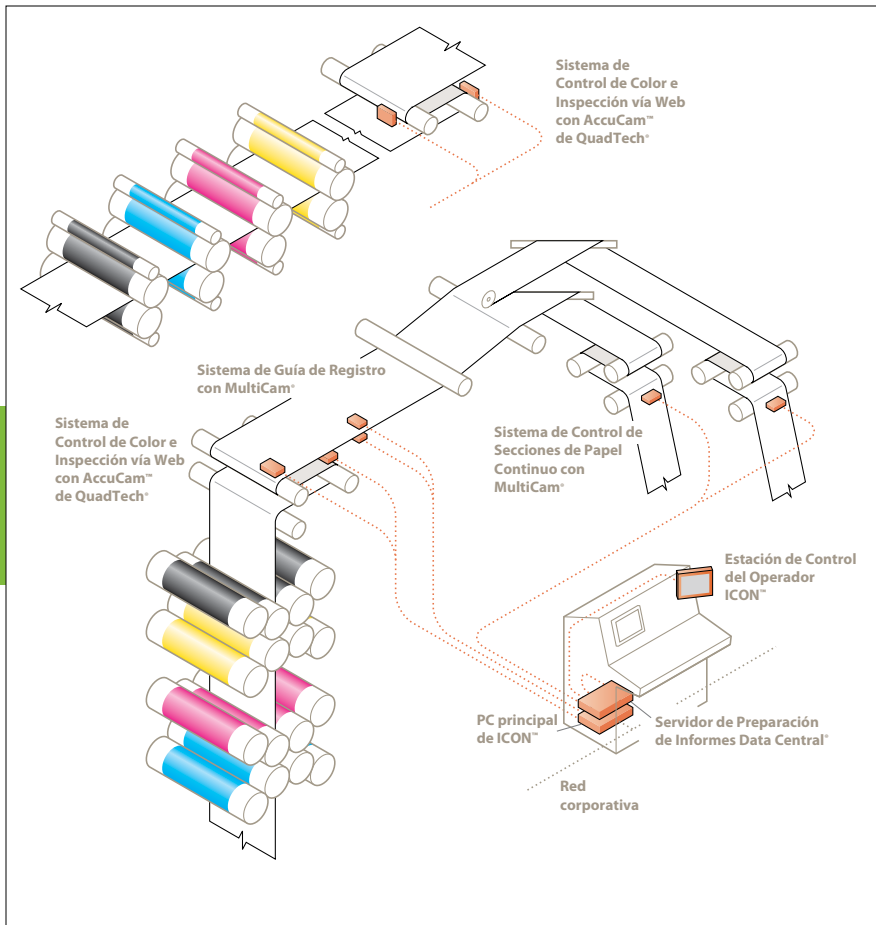 Sistema de
Control de Color e
Inspección vía Web
con AccuCam™
de QuadTech®
Sistema de Guía de Registro
con MultiCam®
Sistema de
Control de Color e
Inspección vía Web
con AccuCam™
de QuadTech®
Sistema de Control de
Secciones de Papel
Continuo con
MultiCam®
Estación de Control
del Operador
ICON™
PC principal
de ICON™
Servidor de Preparación
de Informes Data Central®
Red
corporativa